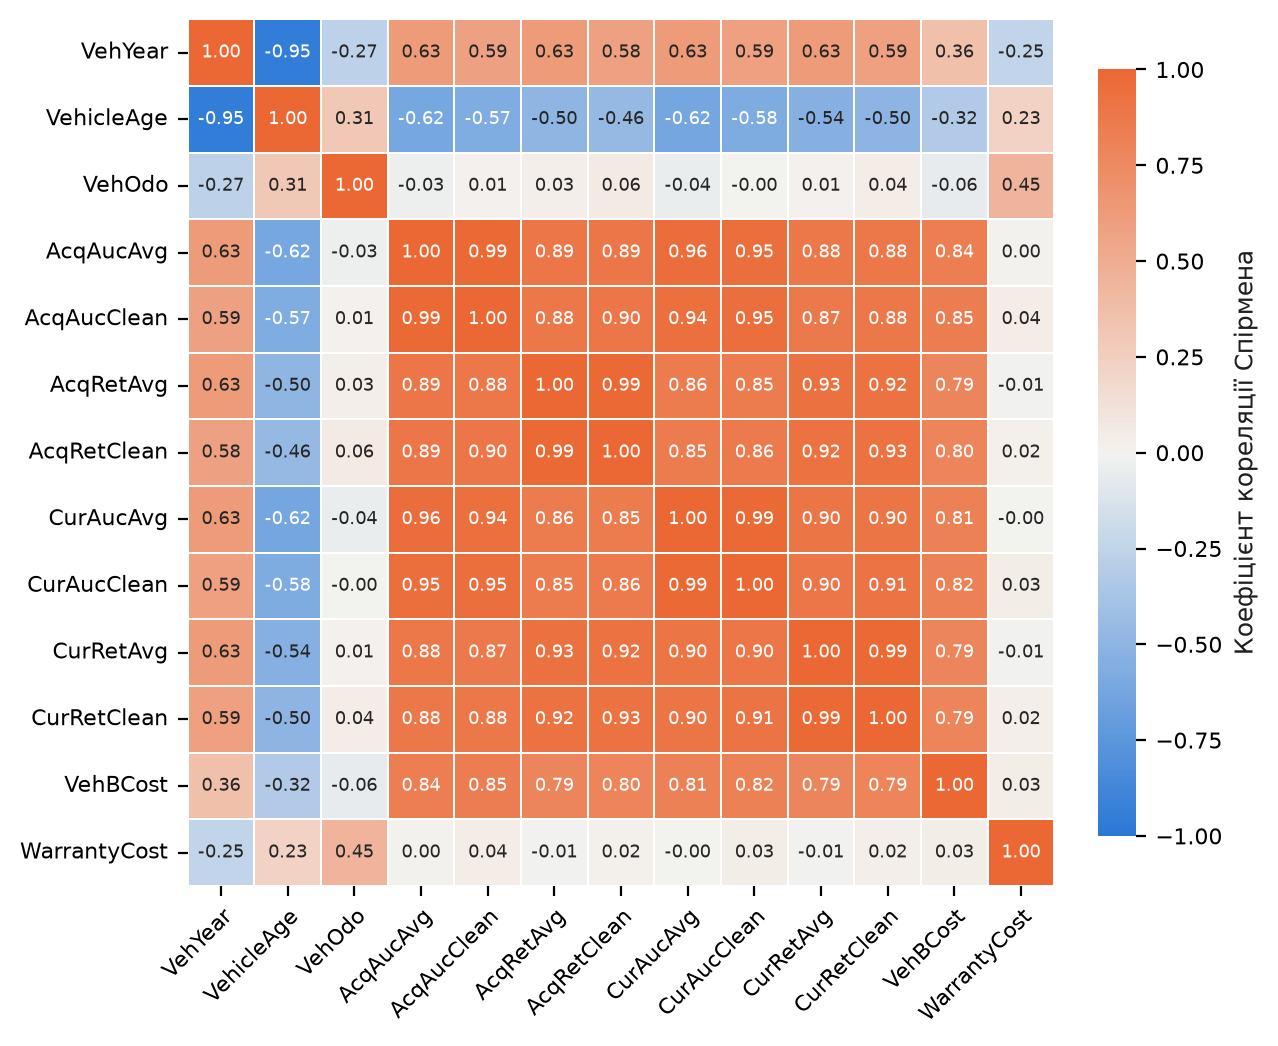 VehYear 1.00 -0.95 -0.27 0.63 0.59 0.63 0.58 0.63 0.59 0.63 0.59 0.36 -0.25
VehicleAge -0.95 1.00 0.31 -0.62 -0.57 -0.50 -0.46 -0.62 -0.58 -0.54 -0.50 -0.32 0.23
VehOdo -0.27 0.31 1.00 -0.03 0.01 0.03 0.06 -0.04 -0.00 0.01 0.04 -0.06 0.45
AcqAucAvg 0.63 -0.62 -0.03 1.00 0.99 0.89 0.89 0.96 0.95 0.88 0.88 0.84 0.00
AcqAucClean 0.59 -0.57 0.01 0.99 1.00 0.88 0.90 0.94 0.95 0.87 0.88 0.85 0.04
AcqRetAvg 0.63 -0.50 0.03 0.89 0.88 1.00 0.99 0.86 0.85 0.93 0.92 0.79 -0.01
AcqRetClean 0.58 -0.46 0.06 0.89 0.90 0.99 1.00 0.85 0.86 0.92 0.93 0.80 0.02
CurAucAvg 0.63 -0.62 -0.04 0.96 0.94 0.86 0.85 1.00 0.99 0.90 0.90 0.81 -0.00
CurAucClean 0.59 -0.58 -0.00 0.95 0.95 0.85 0.86 0.99 1.00 0.90 0.91 0.82 0.03
CurRetAvg 0.63 -0.54 0.01 0.88 0.87 0.93 0.92 0.90 0.90 1.00 0.99 0.79 -0.01
CurRetClean 0.59 -0.50 0.04 0.88 0.88 0.92 0.93 0.90 0.91 0.99 1.00 0.79 0.02
VehBCost 0.36 -0.32 -0.06 0.84 0.85 0.79 0.80 0.81 0.82 0.79 0.79 1.00 0.03
WarrantyCost -0.25 0.23 0.45 0.00 0.04 -0.01 0.02 -0.00 0.03 -0.01 0.02 0.03 1.00
VehYear
VehicleAge
VehOdo
AcqAucAvg
AcqAucClean
AcqRetAvg
AcqRetClean
CurAucAvg
CurAucClean
CurRetAvg
CurRetClean
VehBCost
WarrantyCost
1.00
0.75
0.50
0.25
0.00
−0.25
−0.50
−0.75
−1.00
Коефіцієнт кореляції Спірмена